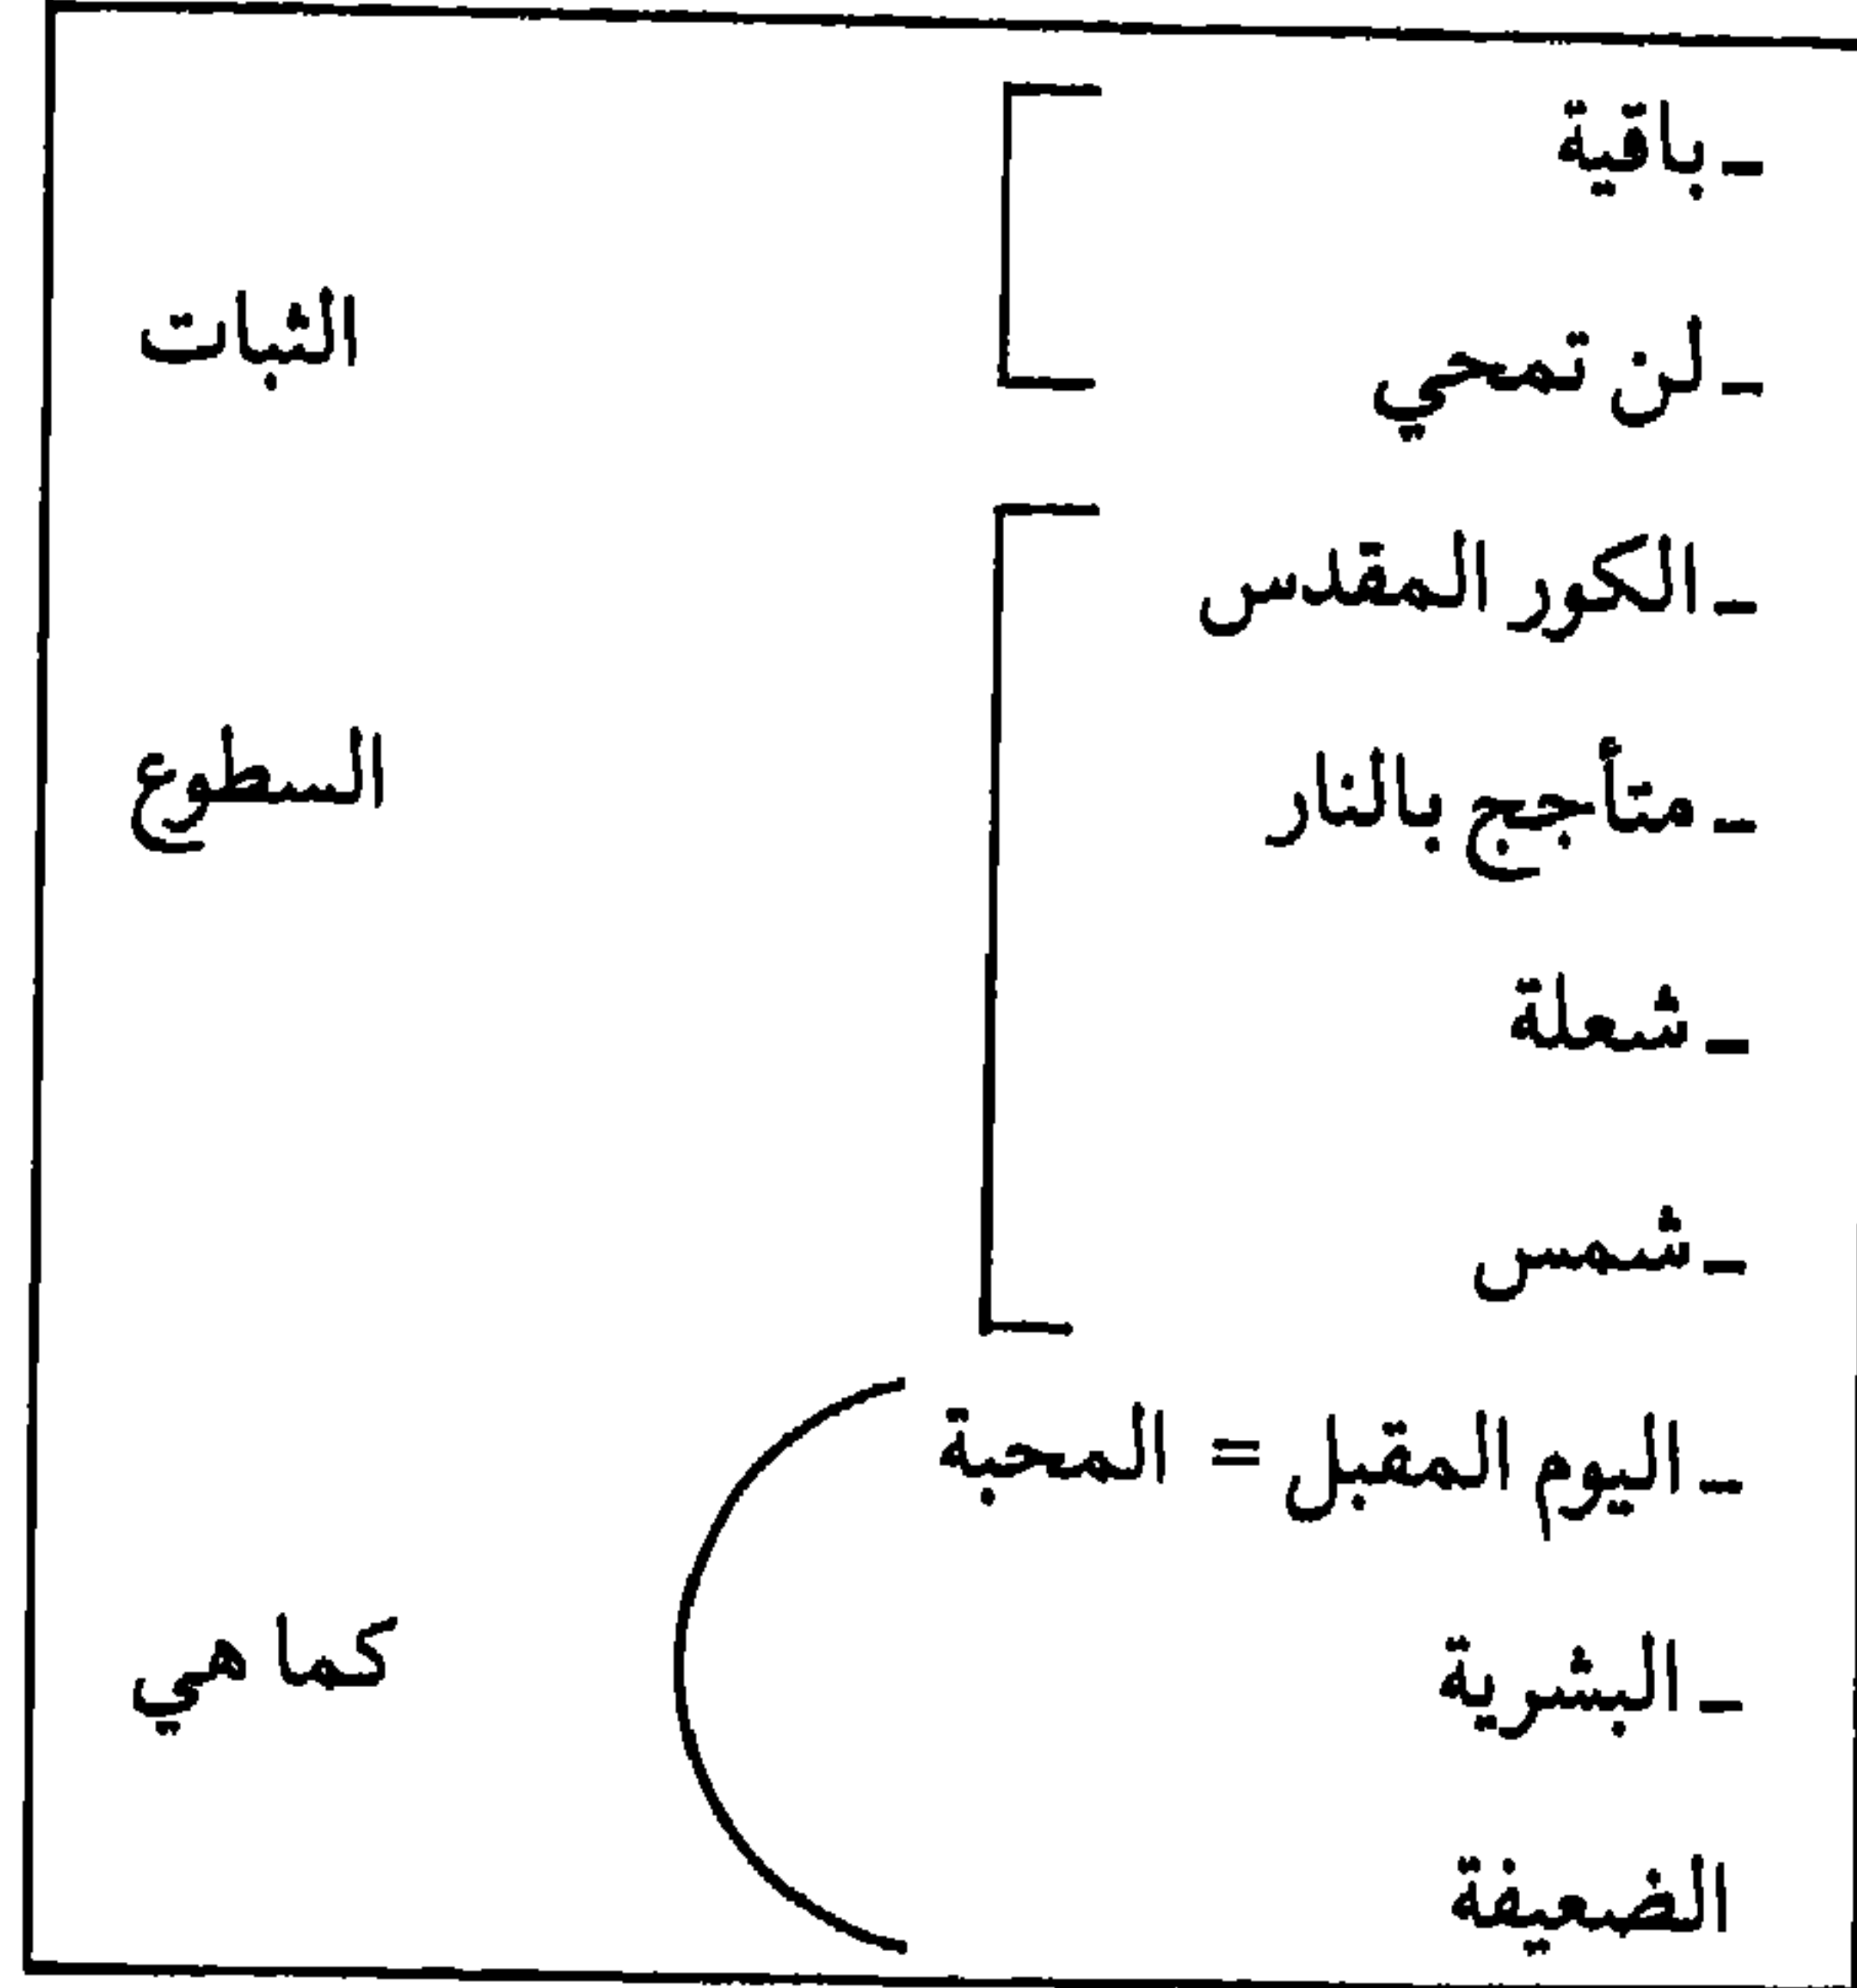 ـ باقية
الثبات
ـ لن تمحي
ـ الكور المقدس
السطوع
ـ متأجج بالنار
ـ شعلة
ـ شمس
ـ اليوم المقبل = المحبة
كما هي
ـ البشرية
الضعيفة